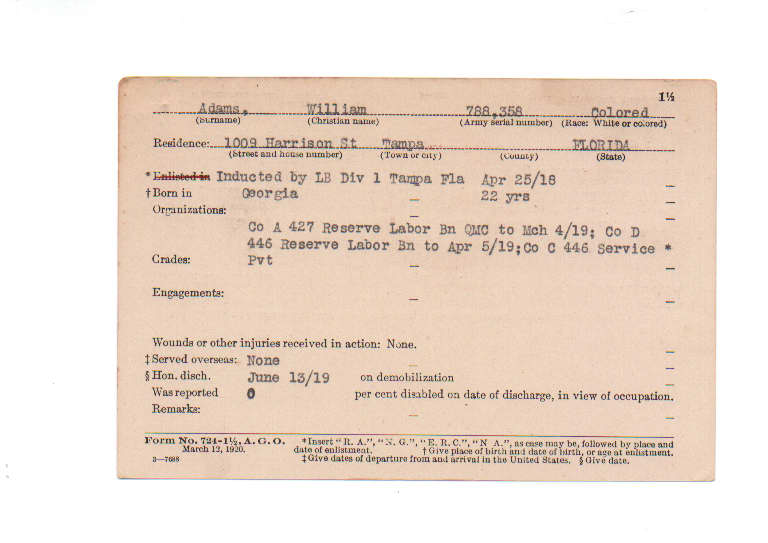 1½
Adams, William 788,358 Colored
(Surname) (Christian name) (Army serial number) (Race: White or colored)
Residence: 1009 Harrison St Tampa FLORIDA
(Street and house number) (Town or city) (County) (State)
*Enlisted in Inducted by LB Div 1 Tampa Fla Apr 25/18
†Born in Georgia 22 yrs
Organizations:
Co A 427 Reserve Labor Bn QMC to Mch 4/19; Co D
446 Reserve Labor Bn to Apr 5/19;Co C 446 Service *
Grades: Pvt
Engagements:
Wounds or other injuries received in action: None.
‡Served overseas: None
§Hon. disch. June 13/19 on demobilization
Was reported 0 per cent disabled on date of discharge, in view of occupation.
Remarks:
Form No. 724-1½, A. G. O. *Insert “R. A.”, “N. G.”, “E. R. C.”, “N A.”, as case may be, followed by place and
March 12, 1920. date of enlistment. †Give place of birth and date of birth, or age at enlistment.
3—7688 ‡Give dates of departure from and arrival in the United States. §Give date.